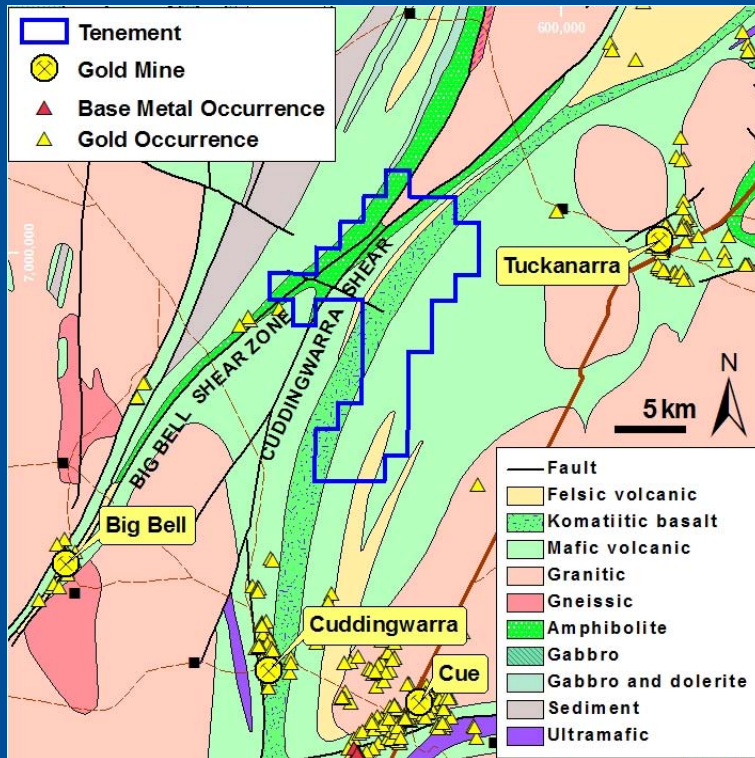 Tenement
Gold Mine
Base Metal Occurrence
Gold Occurrence
600,000
7,000,000
Tuckanarra
CUDDINGWARRA SHEAR
BIG BELL SHEAR ZONE
N
5 km
Big Bell
Cuddingwarra
Cue
Fault
Felsic volcanic
Komatiitic basalt
Mafic volcanic
Granitic
Gneissic
Amphibolite
Gabbro
Gabbro and dolerite
Sediment
Ultramafic